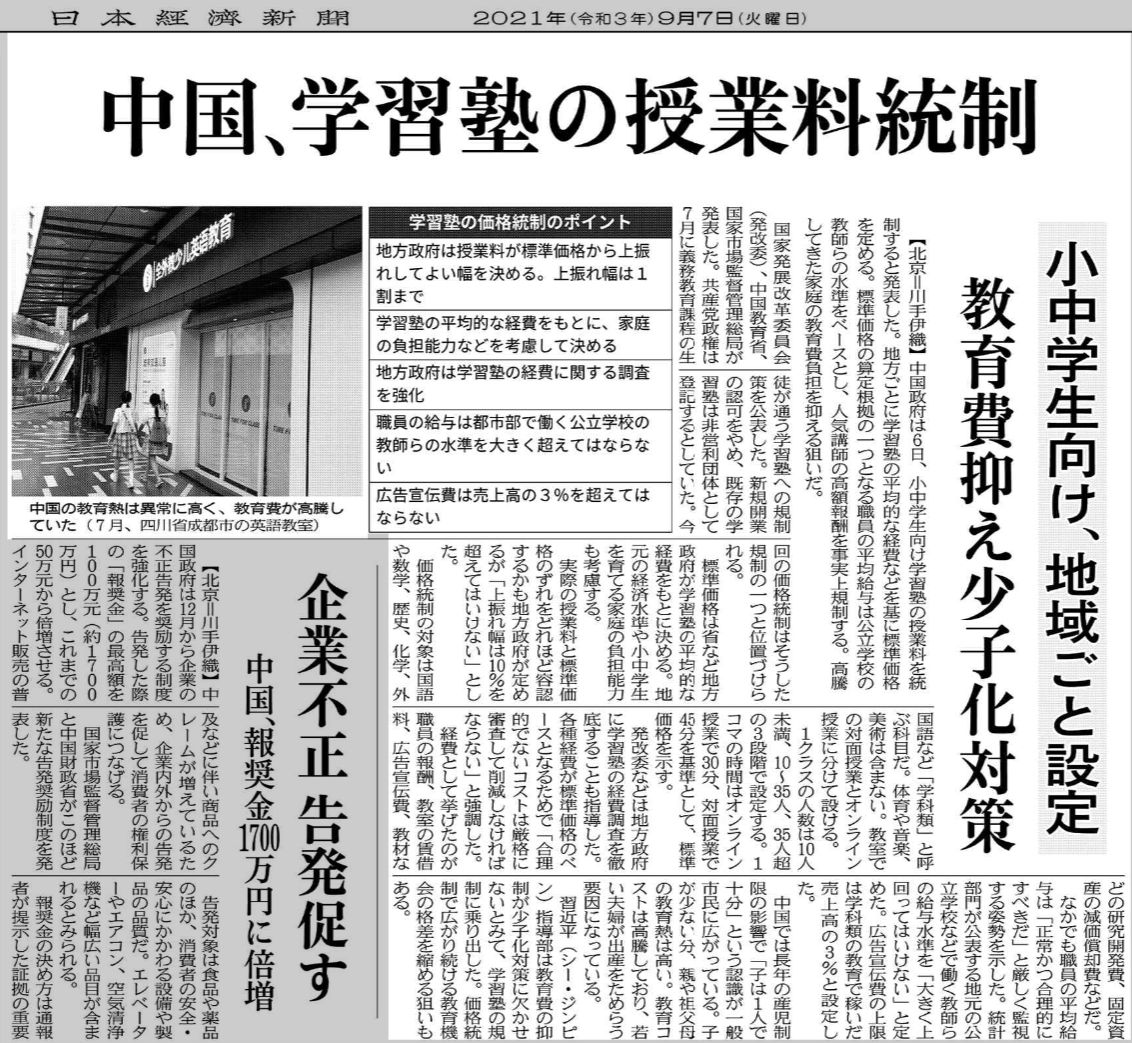 日本経済新聞
2021年(令和3年)9月7日(火曜日)
中国、学習塾の授業料統制
小中学生向け、地域ごと設定
教育費抑え少子化対策
【北京=川手伊織】中国政府は6日、小中学生向け学習塾の授業料を統
制すると発表した。地方ごとに学習塾の平均的な経費などを基に標準価格
を定める。標準価格の算定根拠の一つとなる職員の平均給与は公立学校の
教師らの水準をベースとし、人気講師の高額報酬を事実上規制する。高騰
してきた家庭の教育費負担を抑える狙いだ。
国家発展改革委員会
(発改委)、中国教育省、
国家市場監督管理総局が
発表した。共産党政権は
7月に義務教育課程の生
徒が通う学習塾への規制
策を公表した。新規開業
の認可をやめ、既存の学
習塾は非営利団体として
登記するとしていた。今
回の価格統制はそうした
規制の一つと位置づけら
れる。
標準価格は省など地方
政府が学習塾の平均的な
経費をもとに決める。地
元の経済水準や小中学生
を育てる家庭の負担能力
も考慮する。
実際の授業料と標準価
格のずれをどれほど容認
するかも地方政府が定め
るが「上振れ幅は10%を
超えてはいけない」とし
た。
価格統制の対象は国語
や数学、歴史、化学、外
国語など「学科類」と呼
ぶ科目だ。体育や音楽、
美術は含まない。教室で
の対面授業とオンライン
授業に分けて設ける。
1クラスの人数は10人
未満、10~35人、35人超
の3段階で設定する。1
コマの時間はオンライン
授業で30分、対面授業で
45分を基準として、標準
価格を示す。
発改委などは地方政府
に学習塾の経費調査を徹
底することも指導した。
各種経費が標準価格のベ
ースとなるためで「合理
的でないコストは厳格に
審査して削減しなければ
ならない」と強調した。
経費として挙げたのが
職員の報酬、教室の賃借
料、広告宣伝費、教材な
どの研究開発費、固定資
産の減価償却費などだ。
なかでも職員の平均給
与は「正常かつ合理的に
すべきだ」と厳しく監視
する姿勢を示した。統計
部門が公表する地元の公
立学校などで働く教師ら
の給与水準を「大きく上
回ってはいけない」と定
めた。広告宣伝費の上限
は学科類の教育で稼いだ
売上高の3%と設定し
た。
中国では長年の産児制
限の影響で「子は1人で
十分」という認識が一般
市民に広がっている。子
が少ない分、親や祖父母
の教育熱は高い。教育コ
ストは高騰しており、若
い夫婦が出産をためらう
要因になっている。
習近平(シー・ジンピ
ン)指導部は教育費の抑
制が少子化対策に欠かせ
ないとみて、学習塾の規
制に乗り出した。価格統
制で広がり続ける教育機
会の格差を縮める狙いも
ある。
学習塾の価格統制のポイント
地方政府は授業料が標準価格から上振
れしてよい幅を決める。上振れ幅は1
割まで
学習塾の平均的な経費をもとに、家庭
の負担能力などを考慮して決める
地方政府は学習塾の経費に関する調査
を強化
職員の給与は都市部で働く公立学校の
教師らの水準を大きく超えてはならな
い
広告宣伝費は売上高の3%を超えては
ならない
中国の教育熱は異常に高く、教育費が高騰し
ていた(7月、四川省成都市の英語教室)
企業不正 告発促す
中国、報奨金1700万円に倍増
【北京=川手伊織】中
国政府は12月から企業の
不正告発を奨励する制度
を強化する。告発した際
の「報奨金」の最高額を
100万元(約1700
万円)とし、これまでの
50万元から倍増させる。
インターネット販売の普
及などに伴い商品へのク
レームが増えているた
め、企業内外からの告発
を促して消費者の権利保
護につなげる。
国家市場監督管理総局
と中国財政省がこのほど
新たな告発奨励制度を発
表した。
告発対象は食品や薬品
のほか、消費者の安全・
安心にかかわる設備や製
品の品質だ。エレベータ
ーやエアコン、空気清浄
機など幅広い品目が含ま
れるとみられる。
報奨金の決め方は通報
者が提示した証拠の重要